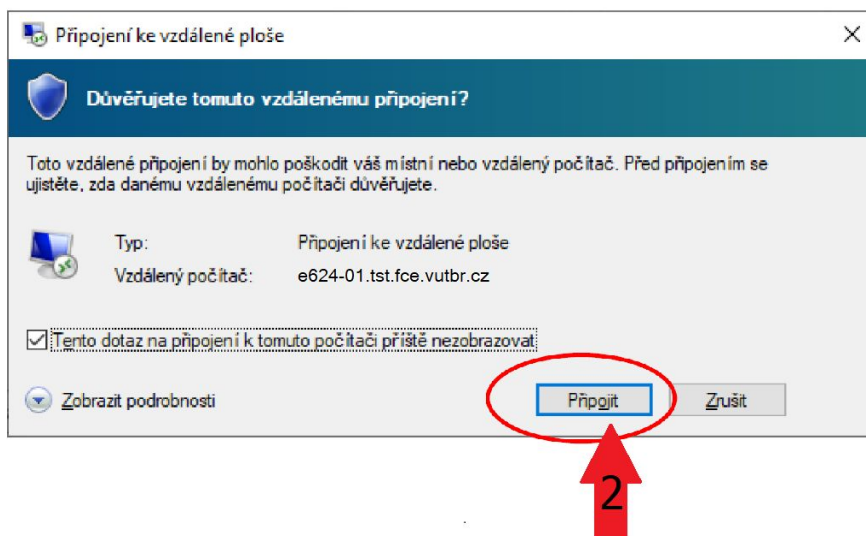 Připojení ke vzdálené ploše
Důvěřujete tomuto vzdálenému připojení?
Toto vzdálené připojení by mohlo poškodit váš místní nebo vzdálený počítač. Před připojením se
ujistěte, zda danému vzdálenému počítači důvěřujete.
Typ: Připojení ke vzdálené ploše
Vzdálený počítač: e624-01.tst.fce.vutbr.cz
Tento dotaz na připojení k tomuto počítači příště nezobrazovat
Zobrazit podrobnosti Připojit Zrušit
2